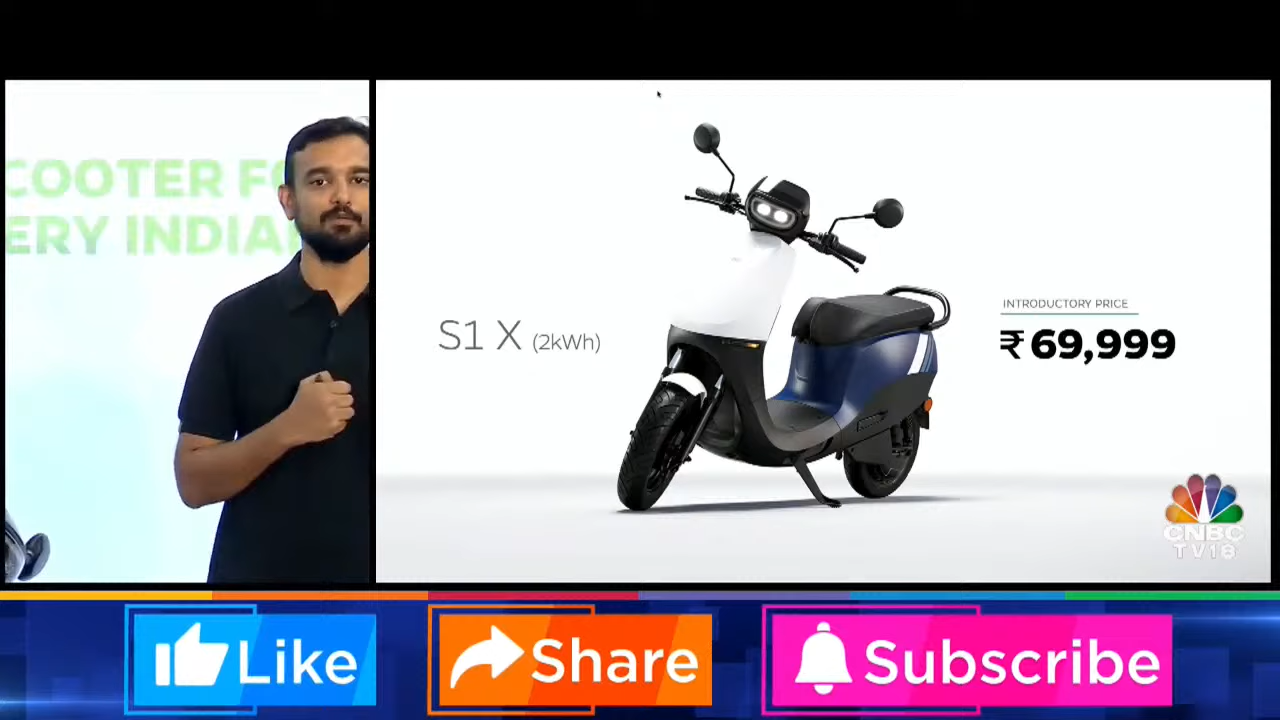 COOTER FO
ERY INDIA
S1 X (2kWh)
INTRODUCTORY PRICE
₹ 69,999
CNBC
TV18
Like
Share
Subscribe